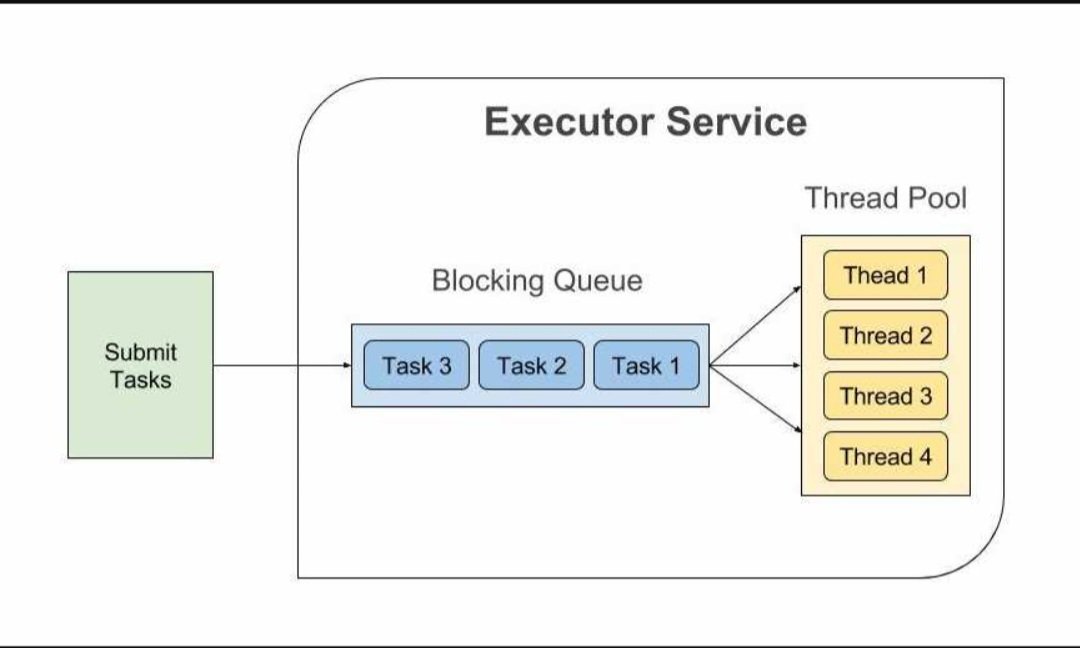 Executor Service
Thread Pool
Blocking Queue
Submit
Tasks
Task 3
Task 2
Task 1
Thead 1
Thread 2
Thread 3
Thread 4